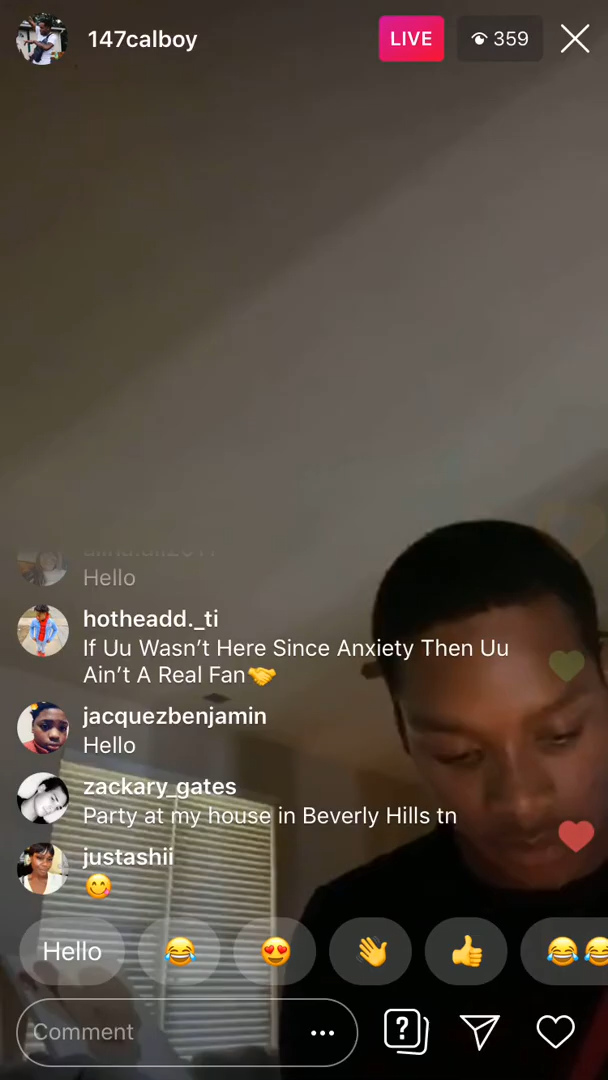 147calboy
LIVE
359
Hello
hotheadd._ti
If Uu Wasn't Here Since Anxiety Then Uu
Ain't A Real Fan🤝
jacquezbenjamin
Hello
zackary_gates
Party at my house in Beverly Hills tn
justashii
😋
Hello 😂 😍 👋 👍 😂😂
Comment